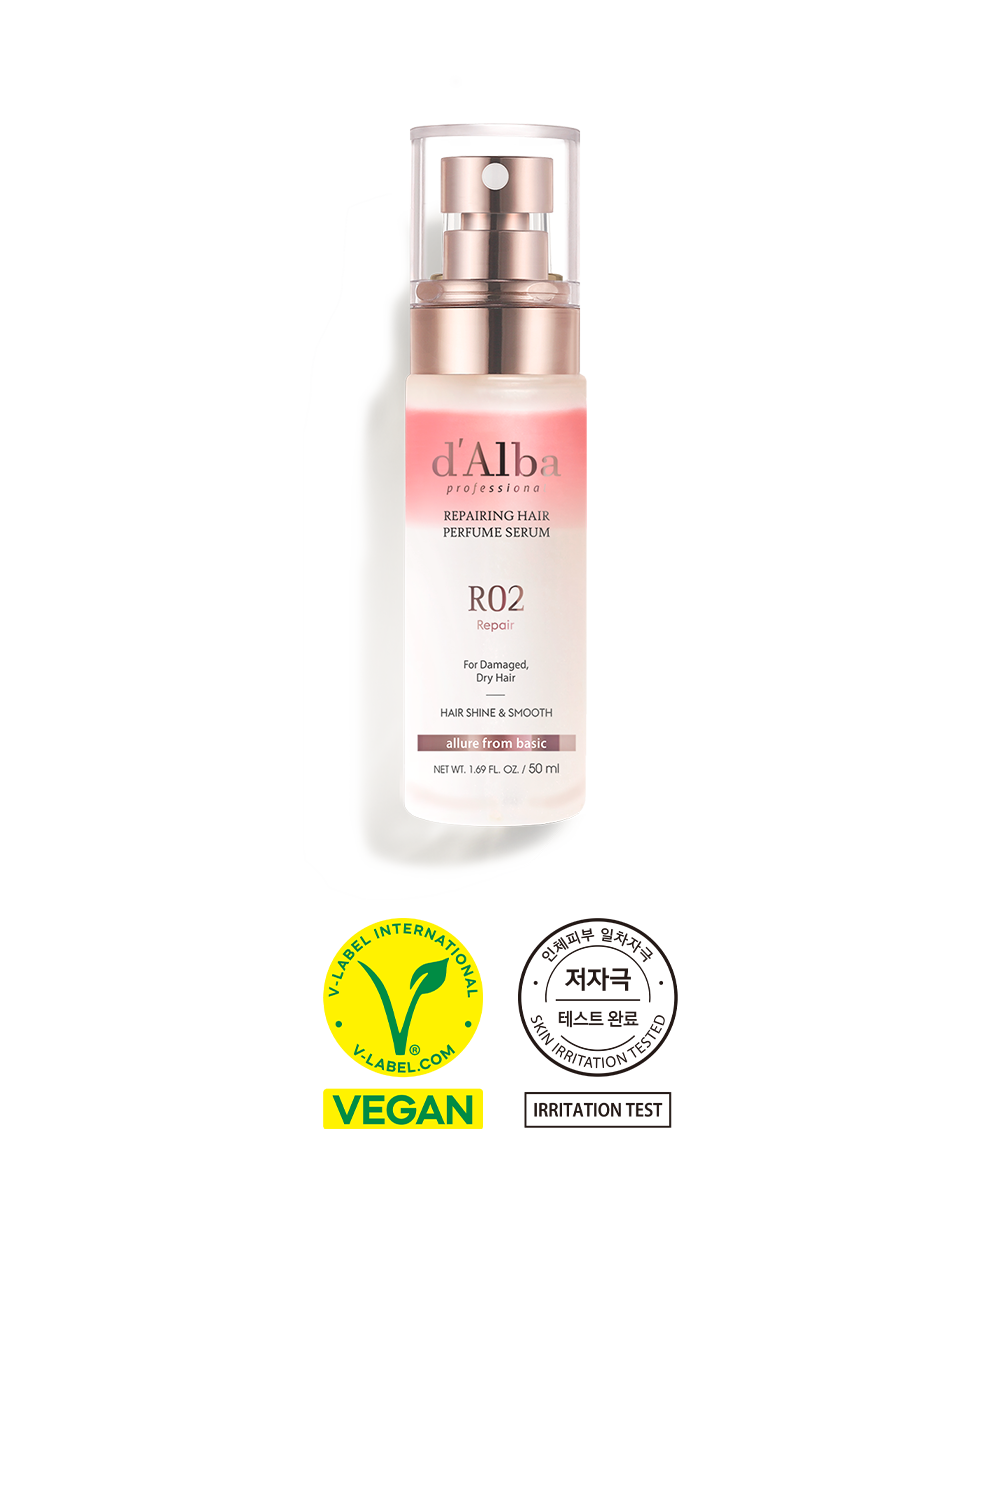 d'Alba
professional
REPAIRING HAIR
PERFUME SERUM
R02
Repair
For Damaged,
Dry Hair
HAIR SHINE & SMOOTH
allure from basic
NET WT. 1.69 FL. OZ. / 50 ml
V-LABEL INTERNATIONAL
V-LABEL.COM
®
VEGAN
인체피부 일차자극
저자극
테스트 완료
SKIN IRRITATION TESTED
IRRITATION TEST